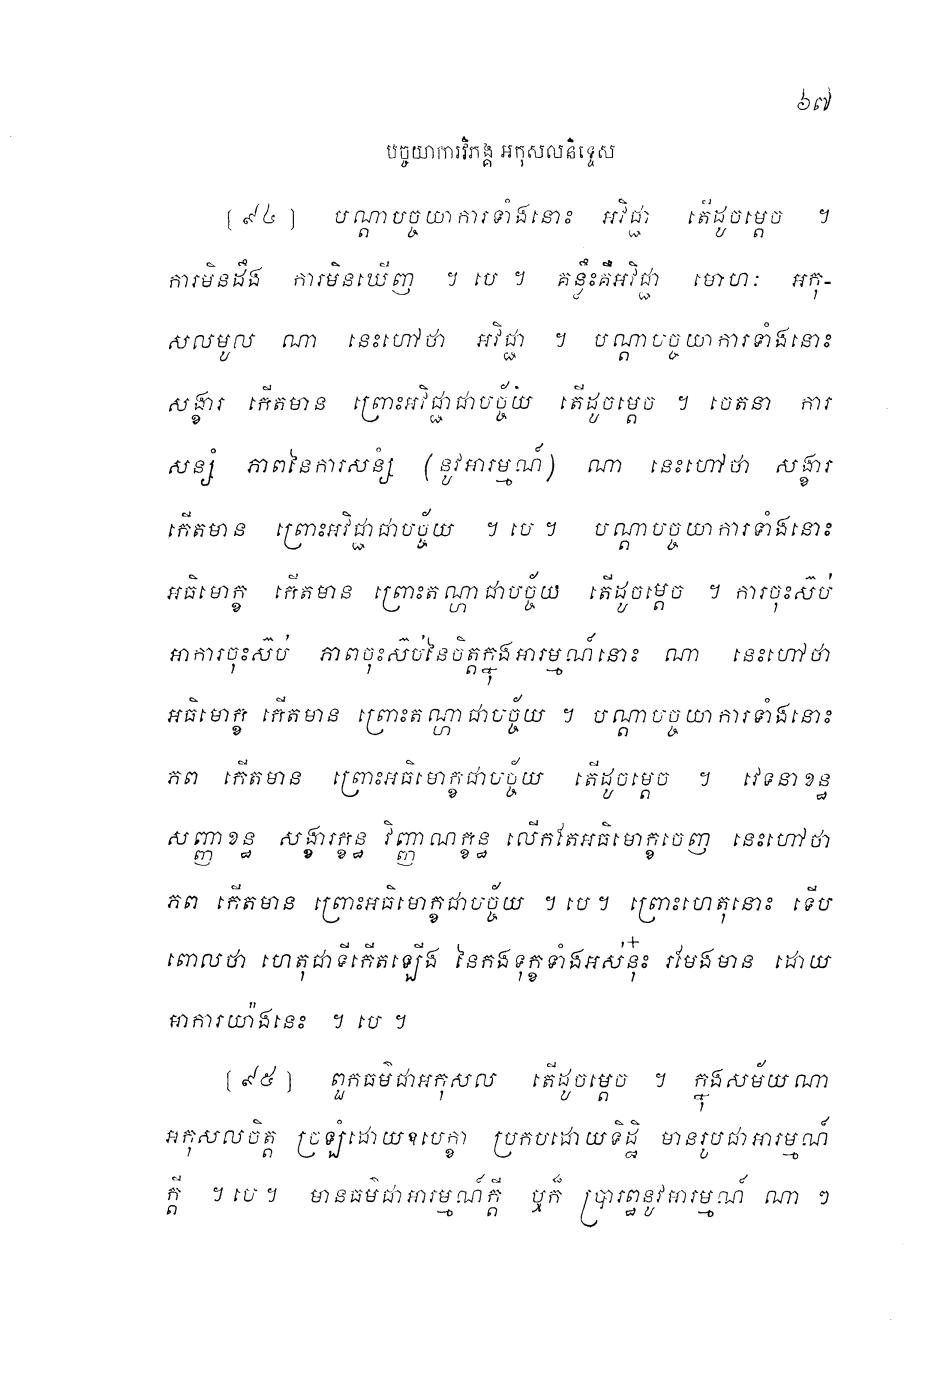 ៦៧
បច្ចយាការវិភង្គ អកុសលនិទ្ទេស
[៩៤] បណ្តាបច្ចយាការទាំងនោះ អវិជ្ជា តើដូចម្តេច ។
ការមិនដឹង ការមិនឃើញ ។ បេ ។ គន្លឹះគឺអវិជ្ជា មោហៈ អកុ-
សលមូល ណា នេះហៅថា អវិជ្ជា ។ បណ្តាបច្ចយាការទាំងនោះ
សង្ខារ កើតមាន ព្រោះអវិជ្ជាជាបច្ច័យ តើដូចម្តេច ។ ចេតនា ការ
សន្សំ ភាពនៃការសន្សំ (នូវអារម្មណ៍) ណា នេះហៅថា សង្ខារ
កើតមាន ព្រោះអវិជ្ជាជាបច្ច័យ ។ បេ ។ បណ្តាបច្ចយាការទាំងនោះ
អធិមោក្ខ កើតមាន ព្រោះតណ្ហាជាបច្ច័យ តើដូចម្តេច ។ ការចុះស៊ប់
អាការចុះស៊ប់ ភាពចុះស៊ប់នៃចិត្តក្នុងអារម្មណ៍នោះ ណា នេះហៅថា
អធិមោក្ខ កើតមាន ព្រោះតណ្ហាជាបច្ច័យ ។ បណ្តាបច្ចយាការទាំងនោះ
ភព កើតមាន ព្រោះអធិមោក្ខជាបច្ច័យ តើដូចម្តេច ។ វេទនាខន្ធ
សញ្ញាខន្ធ សង្ខារក្ខន្ធ វិញ្ញាណក្ខន្ធ លើកតែអធិមោក្ខចេញ នេះហៅថា
ភព កើតមាន ព្រោះអធិមោក្ខជាបច្ច័យ ។ បេ ។ ព្រោះហេតុនោះ ទើប
ពោលថា ហេតុជាទីកើតឡើង នៃកងទុក្ខទាំងអស់នុ៎ះ រមែងមាន ដោយ
អាការយ៉ាងនេះ ។ បេ ។
[៩៥] ពួកធម៌ជាអកុសល តើដូចម្តេច ។ ក្នុងសម័យណា
អកុសលចិត្ត ច្រឡំដោយឧបេក្ខា ប្រកបដោយទិដ្ឋិ មានរូបជាអារម្មណ៍
ក្តី ។ បេ ។ មានធម៌ជាអារម្មណ៍ក្តី ឬក៏ ប្រារព្ធនូវអារម្មណ៍ ណា ៗ